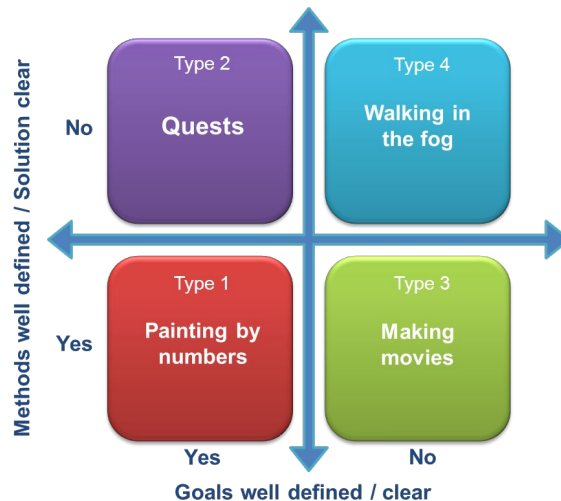 Methods well defined / Solution clear
No
Type 2
Quests
Type 4
Walking in
the fog
Yes
Type 1
Painting by
numbers
Type 3
Making
movies
Yes
No
Goals well defined / clear